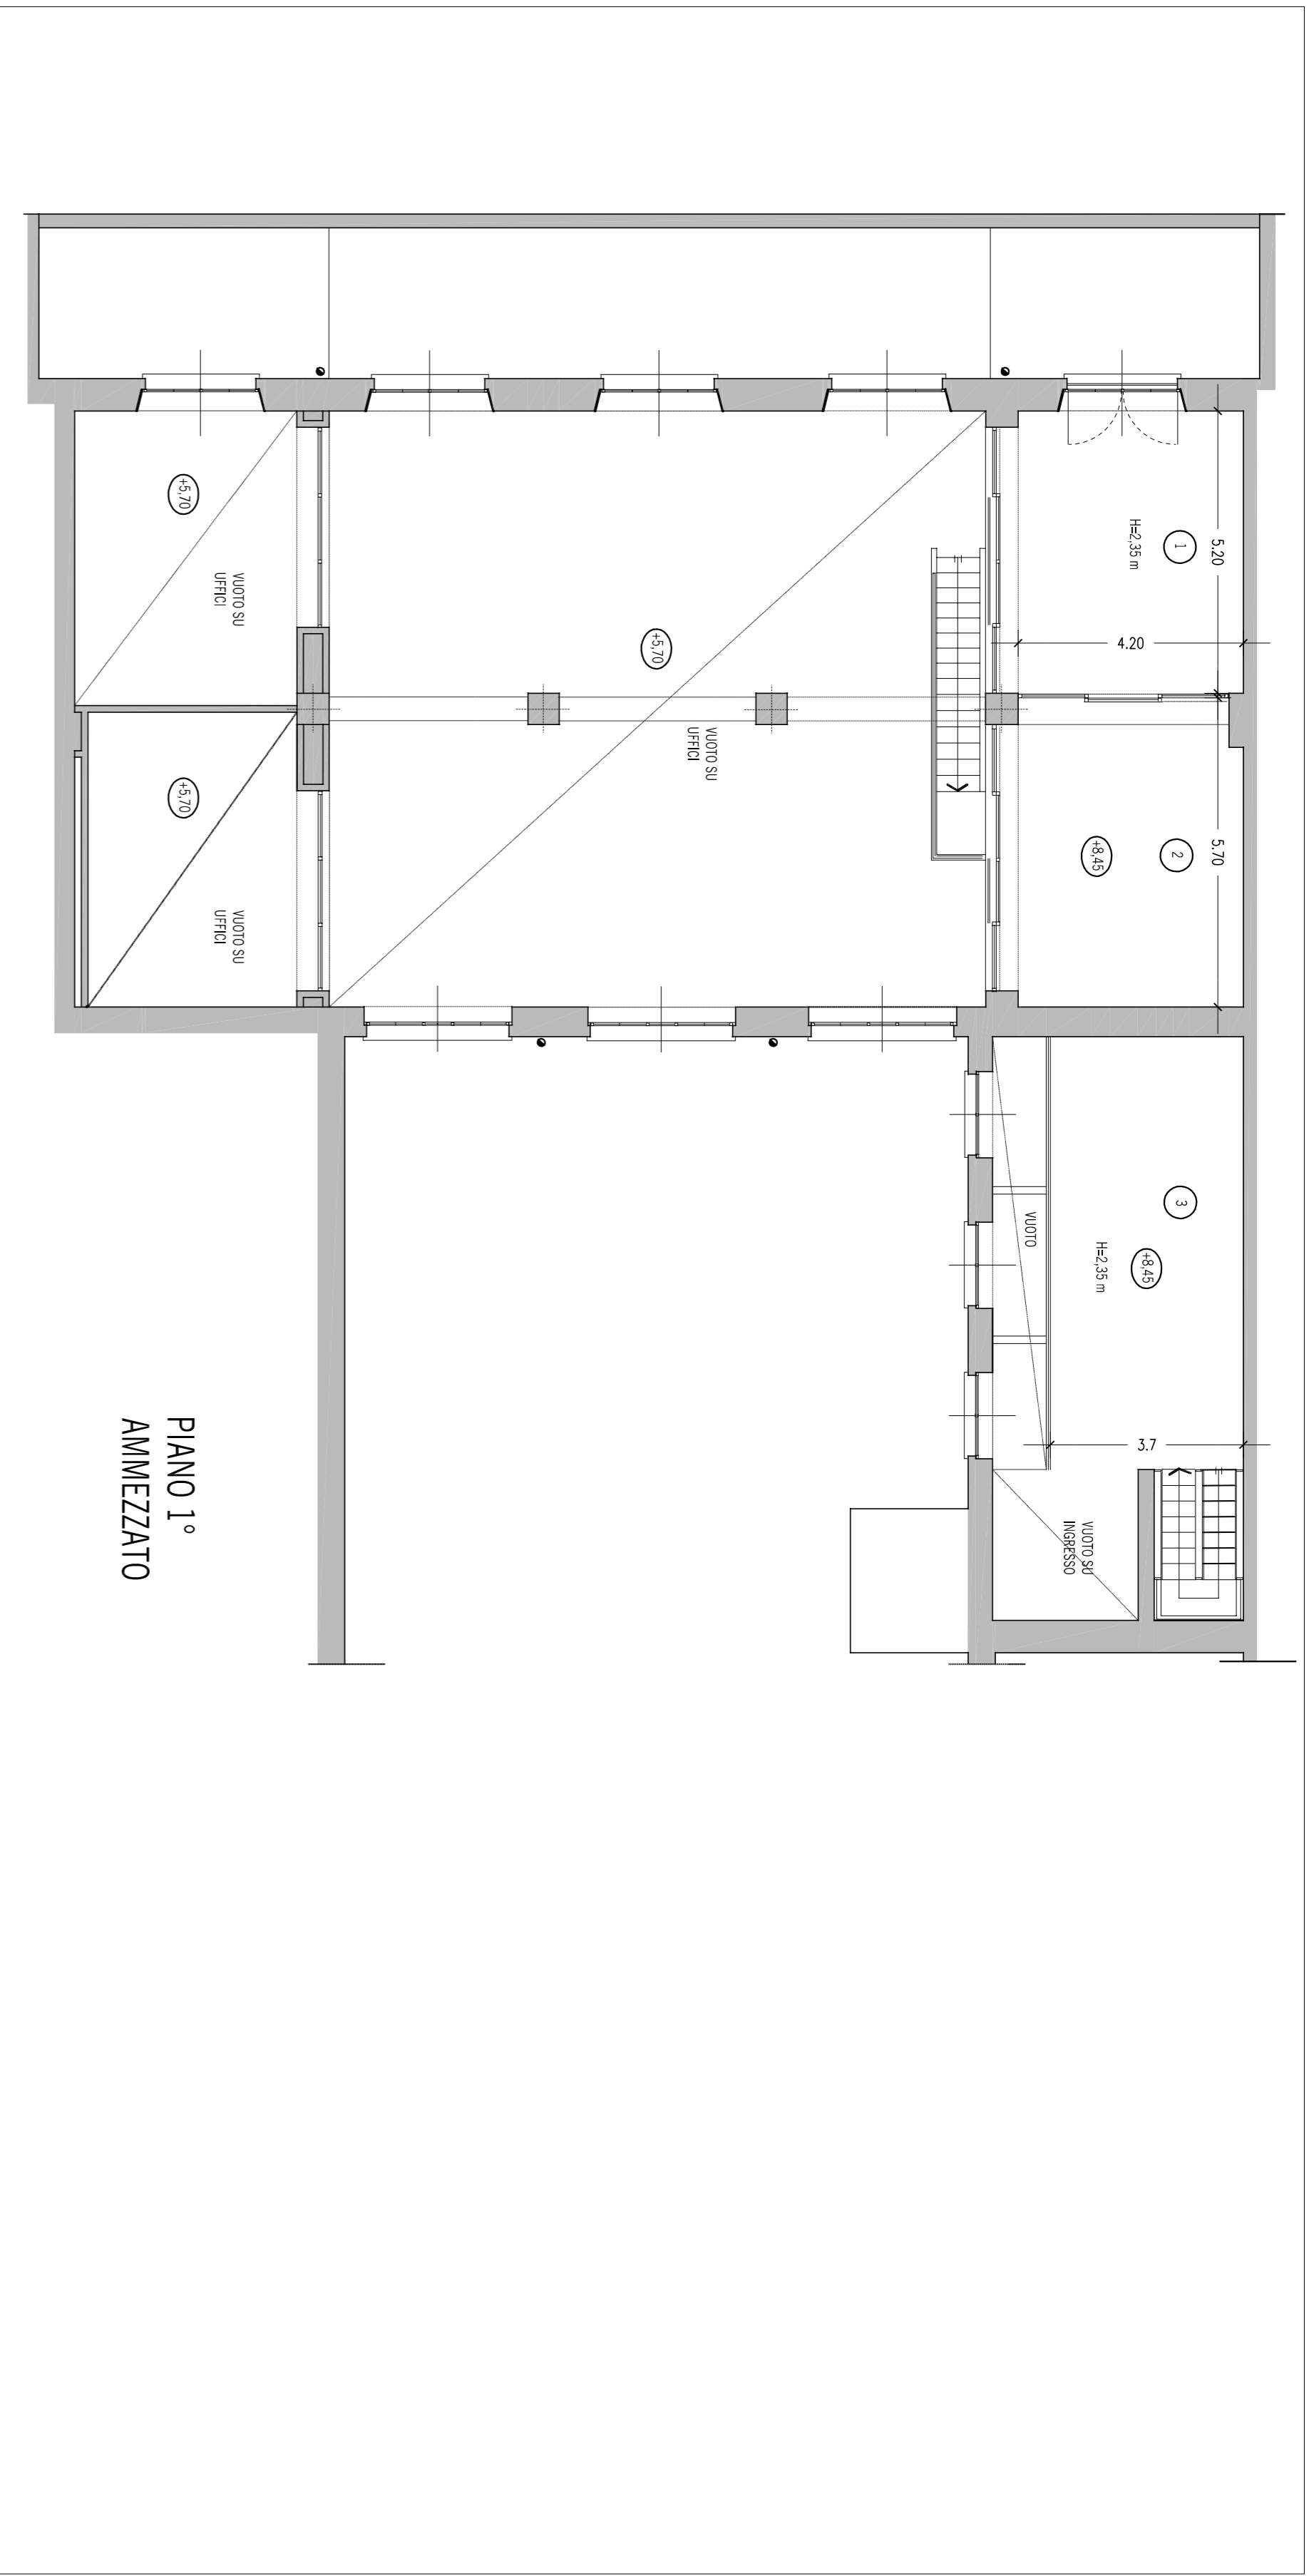 5.20
1
H=2,35 m
4.20
5.70
2
+8,45
+5,70
VUOTO SU
UFFICI
+5,70
VUOTO SU
UFFICI
+5,70
VUOTO SU
UFFICI
3
+8,45
H=2,35 m
VUOTO
3.7
VUOTO SU
INGRESSO
PIANO 1°
AMMEZZATO